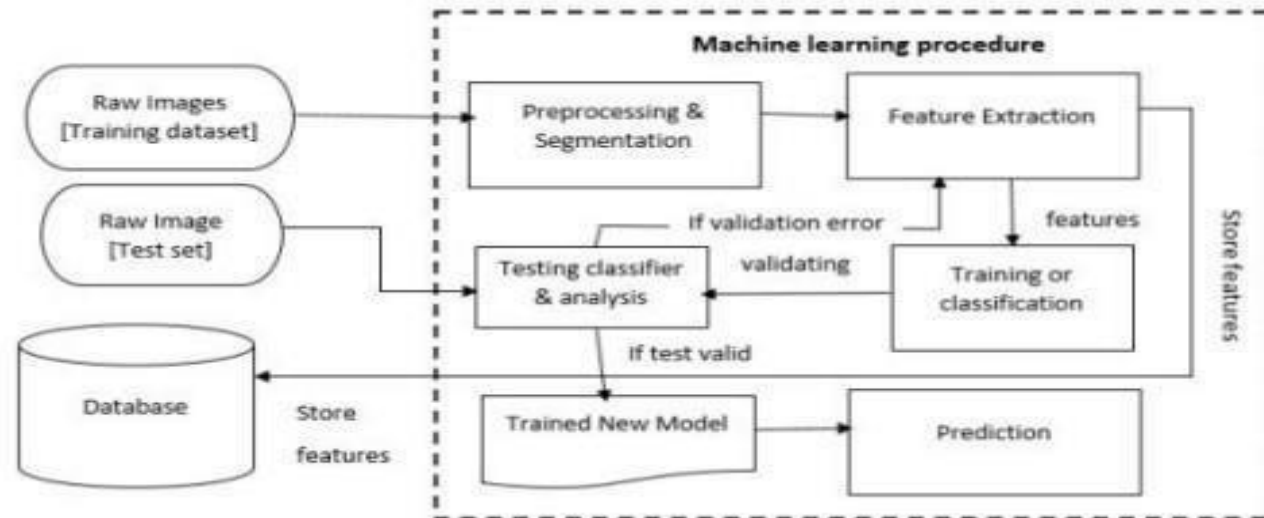 Machine learning procedure
Raw Images
[Training dataset]
Preprocessing &
Segmentation
Feature Extraction
Raw Image
[Test set]
If validation error
features
Store features
Testing classifier
& analysis
validating
Training or
classification
If test valid
Database
Store
features
Trained New Model
Prediction